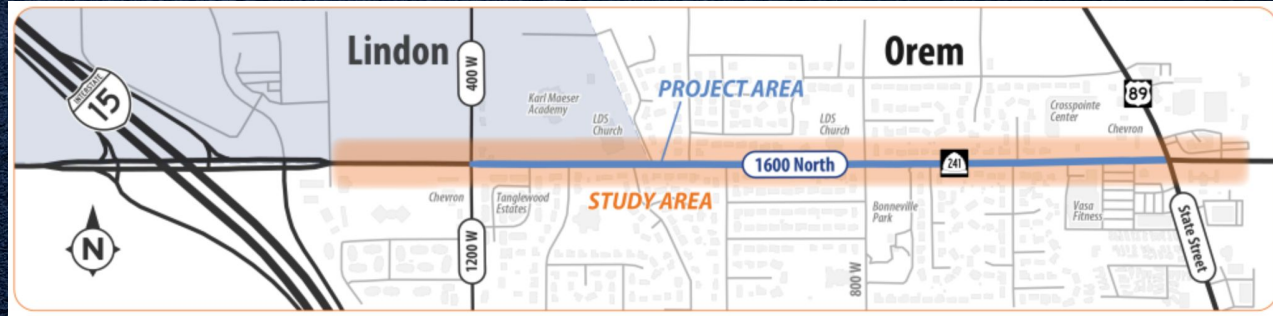 Lindon
Orem
INTERSTATE
15
400 W
89
PROJECT AREA
Karl Maeser
Academy
Crosspointe
Center
LDS
Church
LDS
Church
Chevron
1600 North
241
Chevron
Tanglewood
Estates
STUDY AREA
Bonneville
Park
Vasa
Fitness
N
1200 W
800 W
State Street